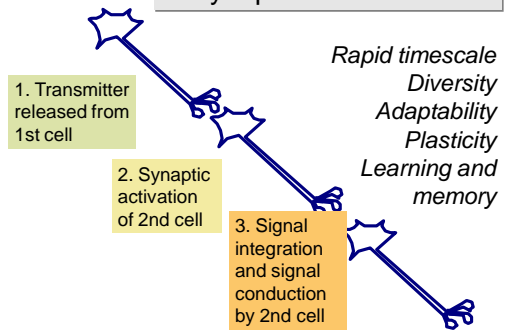 Rapid timescale
Diversity
Adaptability
Plasticity
Learning and
memory
1. Transmitter
released from
1st cell
2. Synaptic
activation
of 2nd cell
3. Signal
integration
and signal
conduction
by 2nd cell